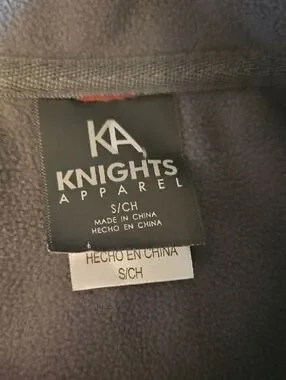 KA
KNIGHTS
APPAREL
S/CH
MADE IN CHINA
HECHO EN CHINA
HECHO EN CHINA
S/CH